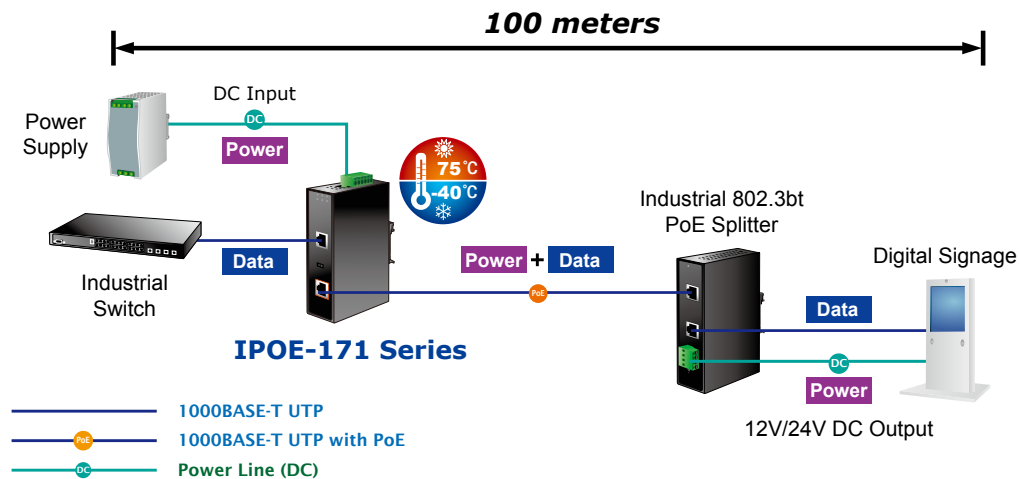 100 meters
DC Input
DC
Power
Power
Supply
75°C
-40°C
Industrial 802.3bt
PoE Splitter
Digital Signage
Data
Industrial
Switch
Power + Data
PoE
IPOE-171 Series
Data
DC
Power
12V/24V DC Output
1000BASE-T UTP
PoE
1000BASE-T UTP with PoE
DC
Power Line (DC)